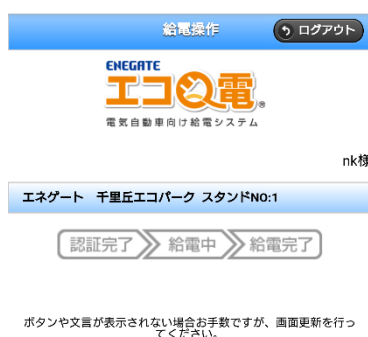 給電操作
ログアウト
ENEGATE
エコQ電®
電気自動車向け給電システム
nk様
エネゲート 千里丘エコパーク スタンドNO:1
認証完了 給電中 給電完了
ボタンや文言が表示されない場合お手数ですが、画面更新を行っ
てください。